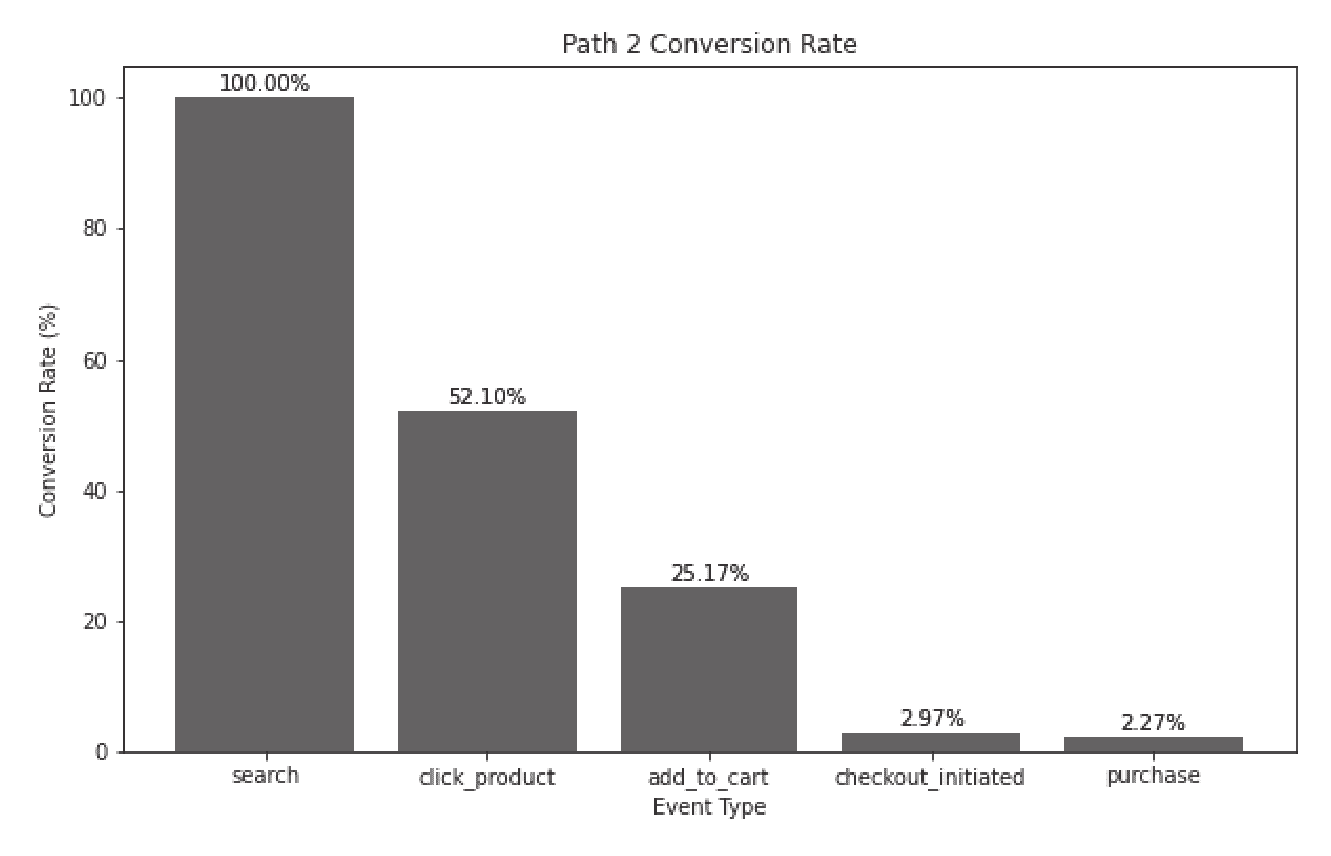 Path 2 Conversion Rate
100.00%
100
80
60
52.10%
40
25.17%
20
2.97%
2.27%
0
Conversion Rate (%)
search click_product add_to_cart checkout_initiated purchase
Event Type